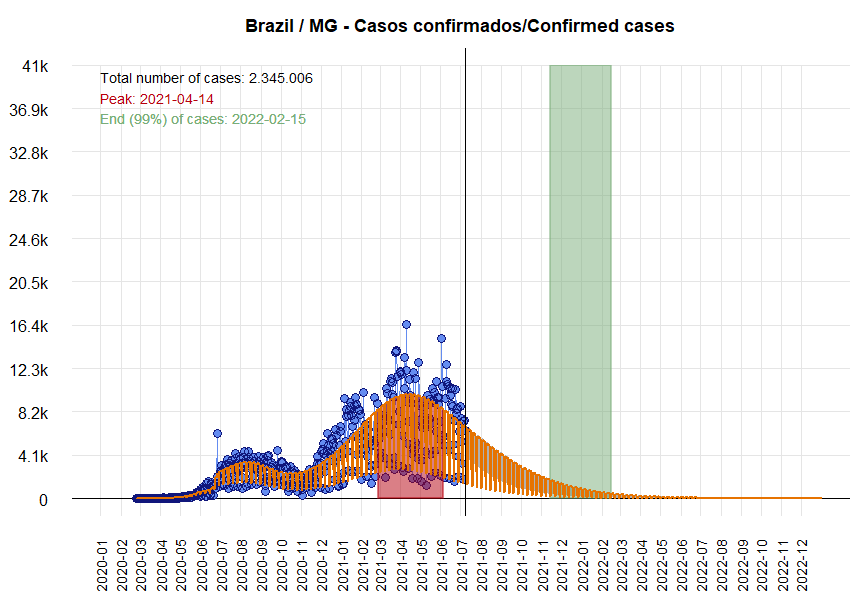 Brazil / MG - Casos confirmados/Confirmed cases
41k
36.9k
32.8k
28.7k
24.6k
20.5k
16.4k
12.3k
8.2k
4.1k
0
Total number of cases: 2.345.006
Peak: 2021-04-14
End (99%) of cases: 2022-02-15
2020-01
2020-02
2020-03
2020-04
2020-05
2020-06
2020-07
2020-08
2020-09
2020-10
2020-11
2020-12
2021-01
2021-02
2021-03
2021-04
2021-05
2021-06
2021-07
2021-08
2021-09
2021-10
2021-11
2021-12
2022-01
2022-02
2022-03
2022-04
2022-05
2022-06
2022-07
2022-08
2022-09
2022-10
2022-11
2022-12